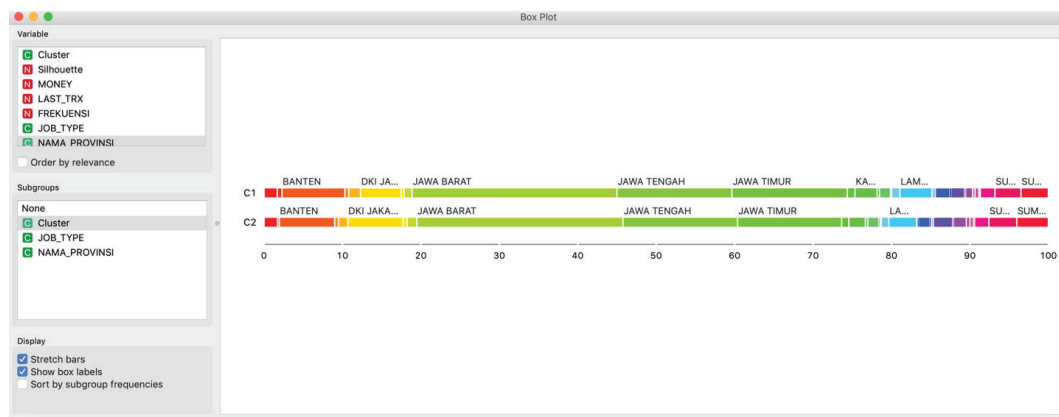 Box Plot
Variable
C Cluster
N Silhouette
N MONEY
N LAST_TRX
N FREKUENSI
C JOB_TYPE
C NAMA_PROVINSI
Order by relevance
Subgroups
None
C Cluster
C JOB_TYPE
C NAMA_PROVINSI
Display
Stretch bars
Show box labels
Sort by subgroup frequencies
BANTEN DKI JA... JAWA BARAT JAWA TENGAH JAWA TIMUR KA... LAM... SU... SU...
C1
BANTEN DKI JAKA... JAWA BARAT JAWA TENGAH JAWA TIMUR LA... SU... SUM...
C2
0 10 20 30 40 50 60 70 80 90 100